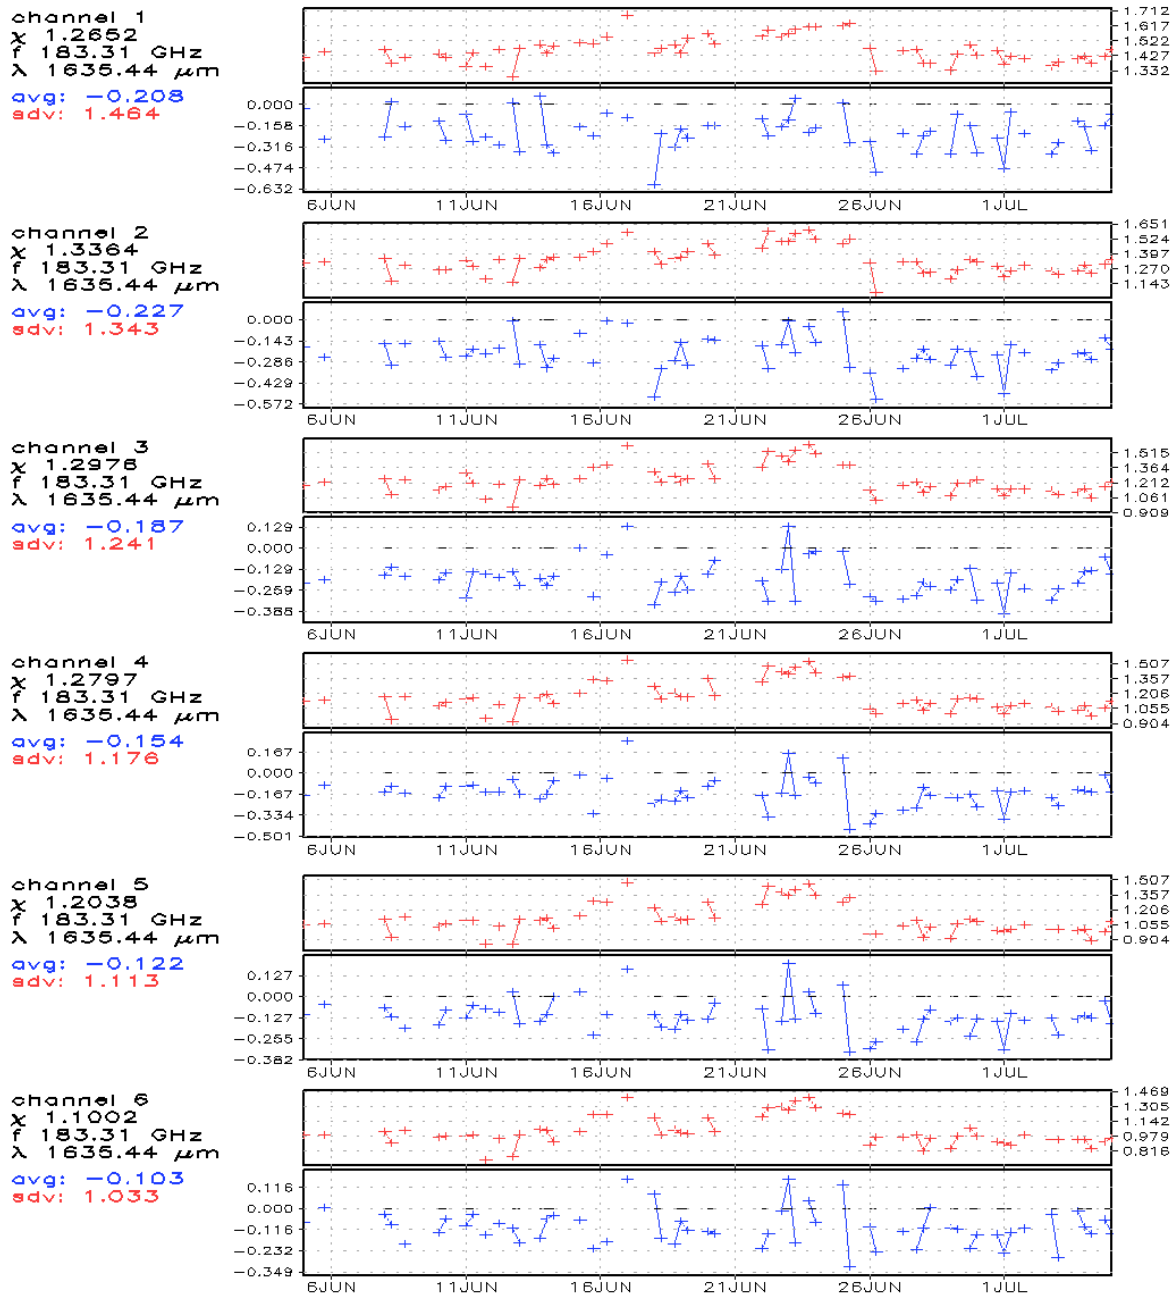 channel 1
χ 1.2652
f 183.31 GHz
λ 1635.44 μm
avg: −0.208
sdv: 1.464
1.712
1.617
1.522
1.427
1.332
0.000
−0.158
−0.316
−0.474
−0.632
6JUN 11JUN 16JUN 21JUN 26JUN 1JUL
channel 2
χ 1.3364
f 183.31 GHz
λ 1635.44 μm
avg: −0.227
sdv: 1.343
1.651
1.524
1.397
1.270
1.143
0.000
−0.143
−0.286
−0.429
−0.572
6JUN 11JUN 16JUN 21JUN 26JUN 1JUL
channel 3
χ 1.2976
f 183.31 GHz
λ 1635.44 μm
avg: −0.187
sdv: 1.241
1.515
1.364
1.212
1.061
0.909
0.129
0.000
−0.129
−0.259
−0.388
6JUN 11JUN 16JUN 21JUN 26JUN 1JUL
channel 4
χ 1.2797
f 183.31 GHz
λ 1635.44 μm
avg: −0.154
sdv: 1.176
1.507
1.357
1.206
1.055
0.904
0.167
0.000
−0.167
−0.334
−0.501
6JUN 11JUN 16JUN 21JUN 26JUN 1JUL
channel 5
χ 1.2038
f 183.31 GHz
λ 1635.44 μm
avg: −0.122
sdv: 1.113
1.507
1.357
1.206
1.055
0.904
0.127
0.000
−0.127
−0.255
−0.382
6JUN 11JUN 16JUN 21JUN 26JUN 1JUL
channel 6
χ 1.1002
f 183.31 GHz
λ 1635.44 μm
avg: −0.103
sdv: 1.033
1.469
1.305
1.142
0.979
0.816
0.116
0.000
−0.116
−0.232
−0.349
6JUN 11JUN 16JUN 21JUN 26JUN 1JUL